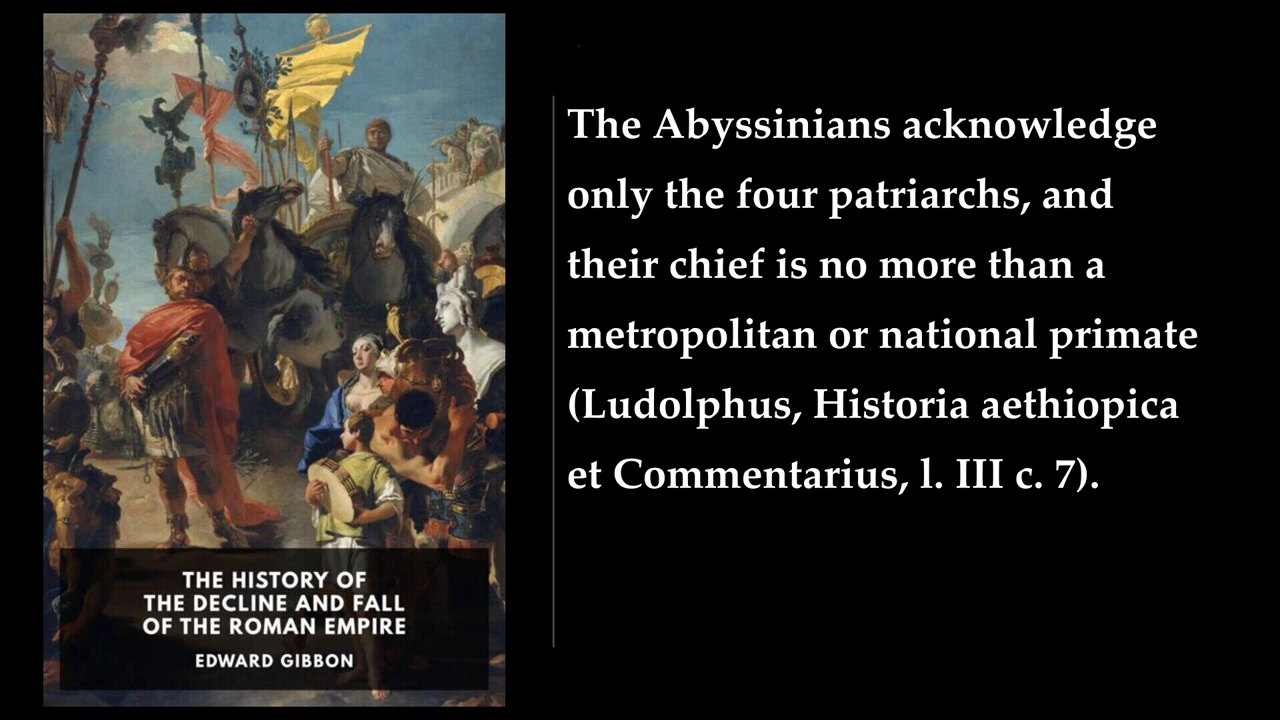 The Abyssinians acknowledge
only the four patriarchs, and
their chief is no more than a
metropolitan or national primate
(Ludolphus, Historia aethiopica
et Commentarius, l. III c. 7).
THE HISTORY OF
THE DECLINE AND FALL
OF THE ROMAN EMPIRE
EDWARD GIBBON